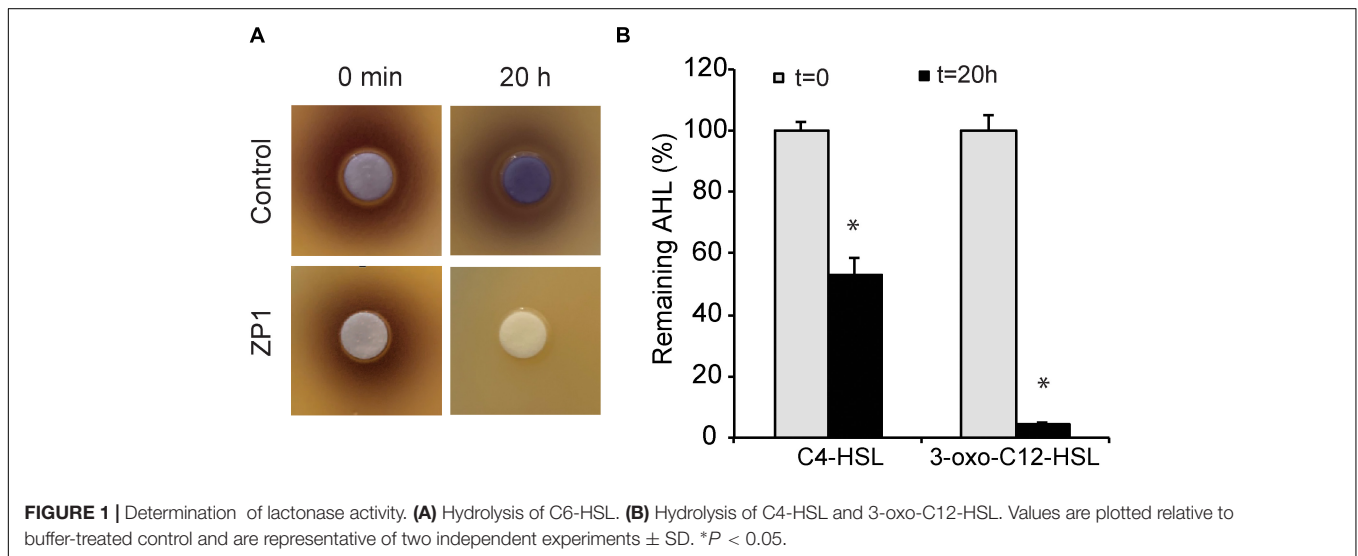 A
B
0 min 20 h
Control
ZP1
Remaining AHL (%)
120
100
80
60
40
20
0
t=0 t=20h
*
*
C4-HSL 3-oxo-C12-HSL
FIGURE 1 | Determination of lactonase activity. (A) Hydrolysis of C6-HSL. (B) Hydrolysis of C4-HSL and 3-oxo-C12-HSL. Values are plotted relative to
buffer-treated control and are representative of two independent experiments ± SD. *P < 0.05.